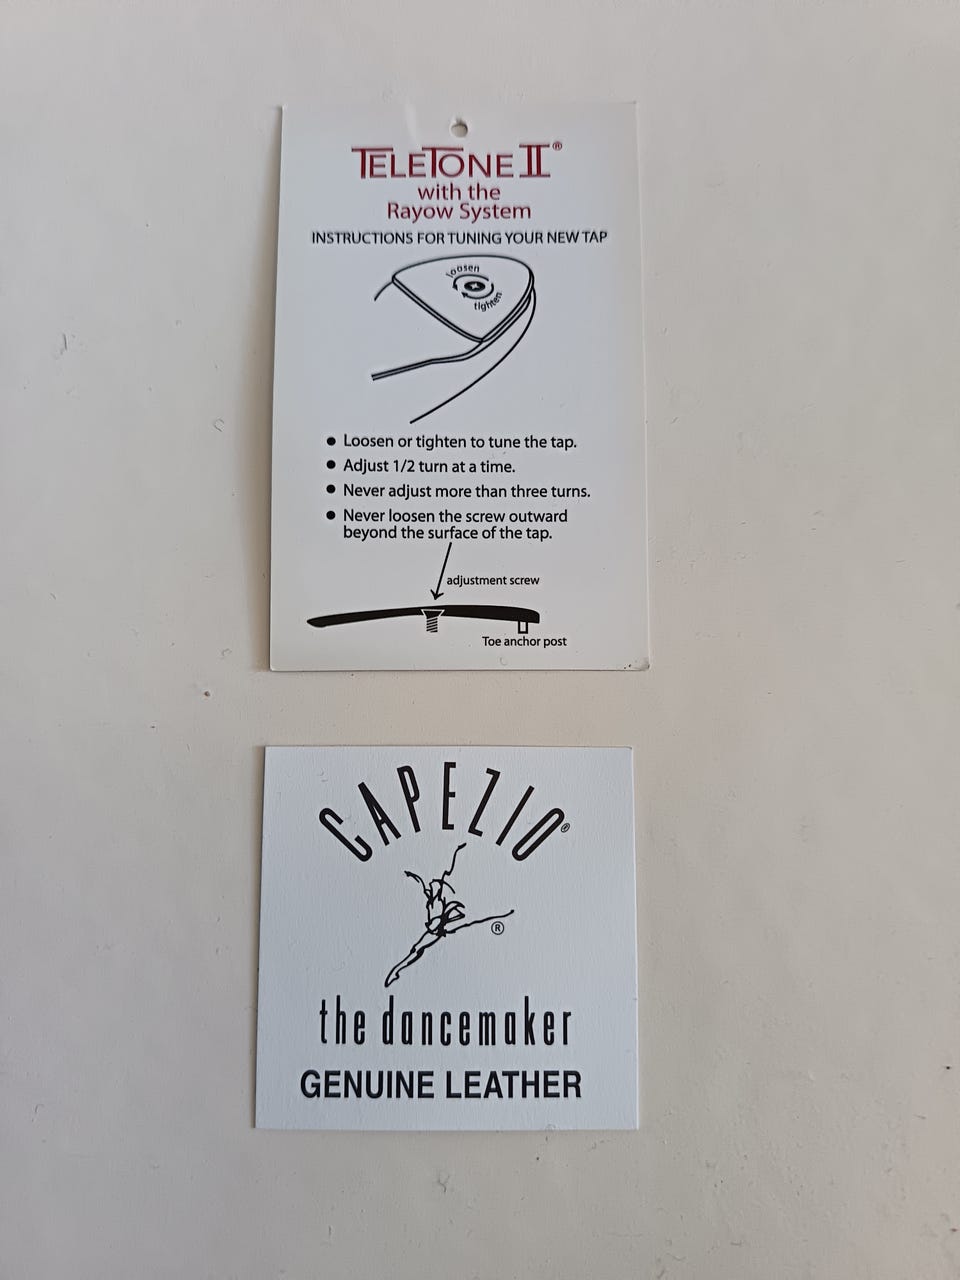 TELETONE II®
with the
Rayow System
INSTRUCTIONS FOR TUNING YOUR NEW TAP
loosen
tighten
● Loosen or tighten to tune the tap.
● Adjust 1/2 turn at a time.
● Never adjust more than three turns.
● Never loosen the screw outward
beyond the surface of the tap.
adjustment screw
Toe anchor post
CAPEZIO®
®
the dancemaker
GENUINE LEATHER